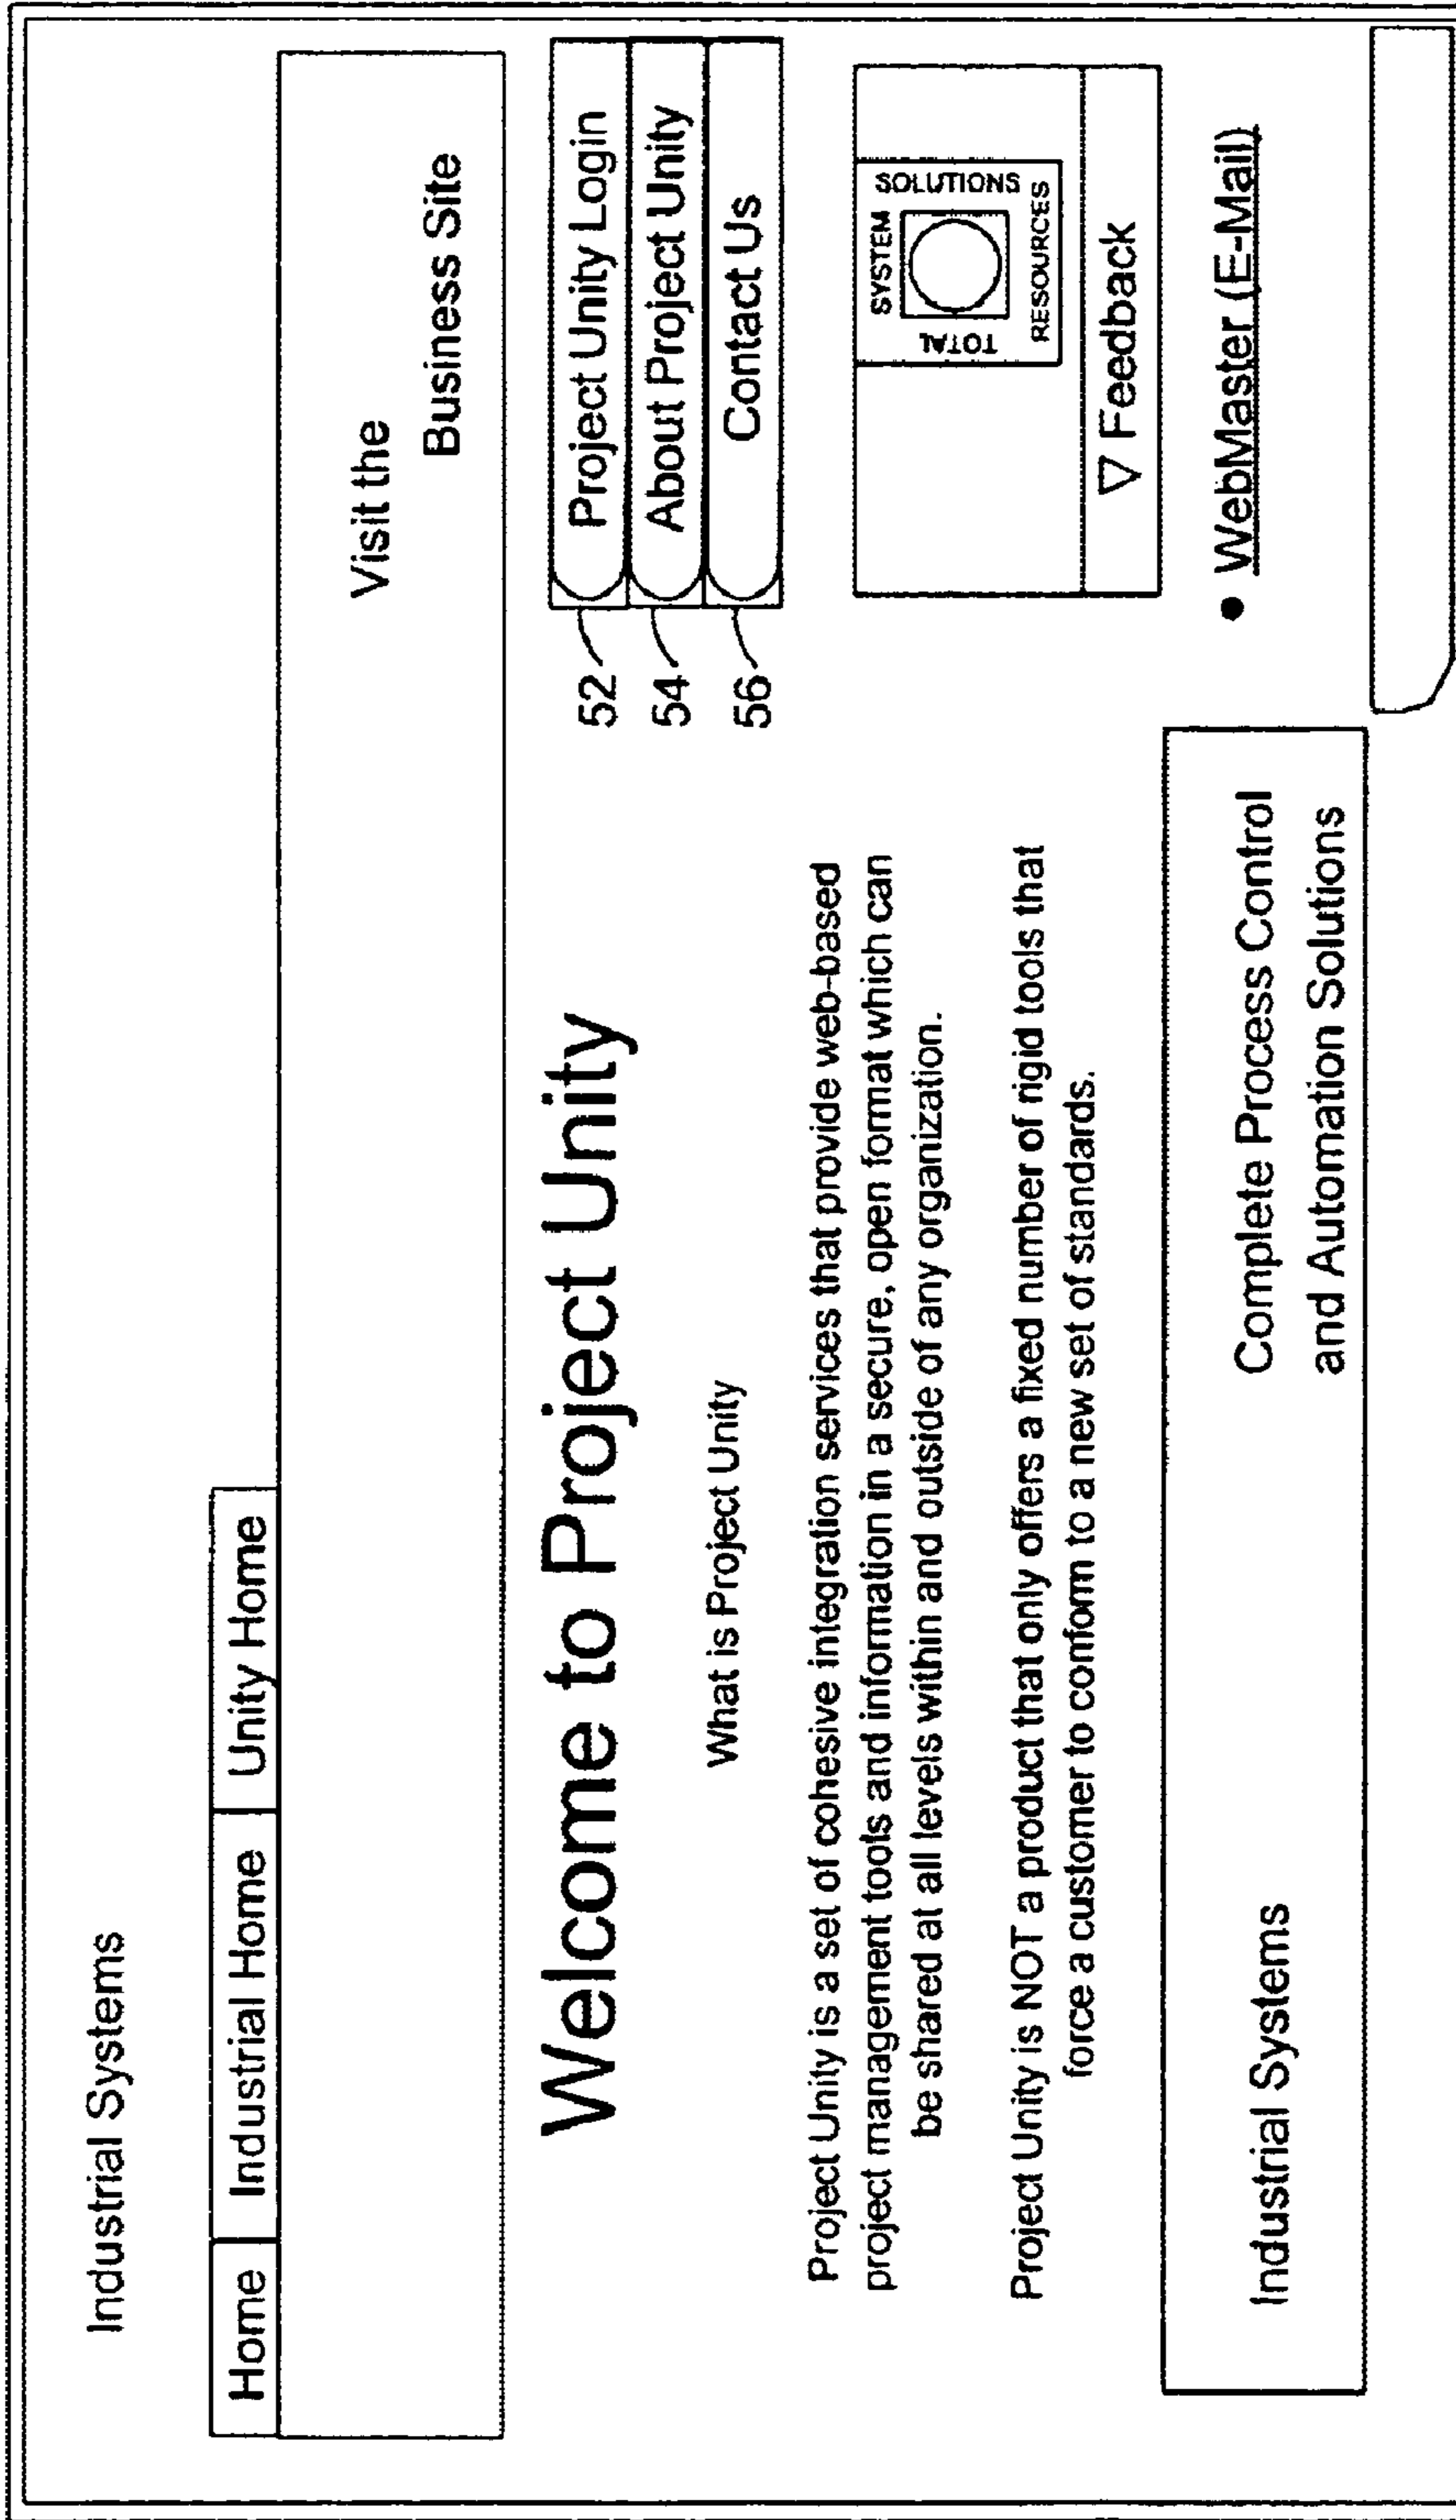 Industrial Systems
Home
Industrial Home
Unity Home
Visit the
Business Site
Welcome to Project Unity
What is Project Unity
Project Unity is a set of cohesive integration services that provide web-based
project management tools and information in a secure, open format which can
be shared at all levels within and outside of any organization.
Project Unity is NOT a product that only offers a fixed number of rigid tools that
force a customer to conform to a new set of standards.
52
Project Unity Login
54
About Project Unity
56
Contact Us
SYSTEM
SOLUTIONS
TOTAL
RESOURCES
▽ Feedback
• WebMaster (E-Mail)
Industrial Systems
Complete Process Control
and Automation Solutions